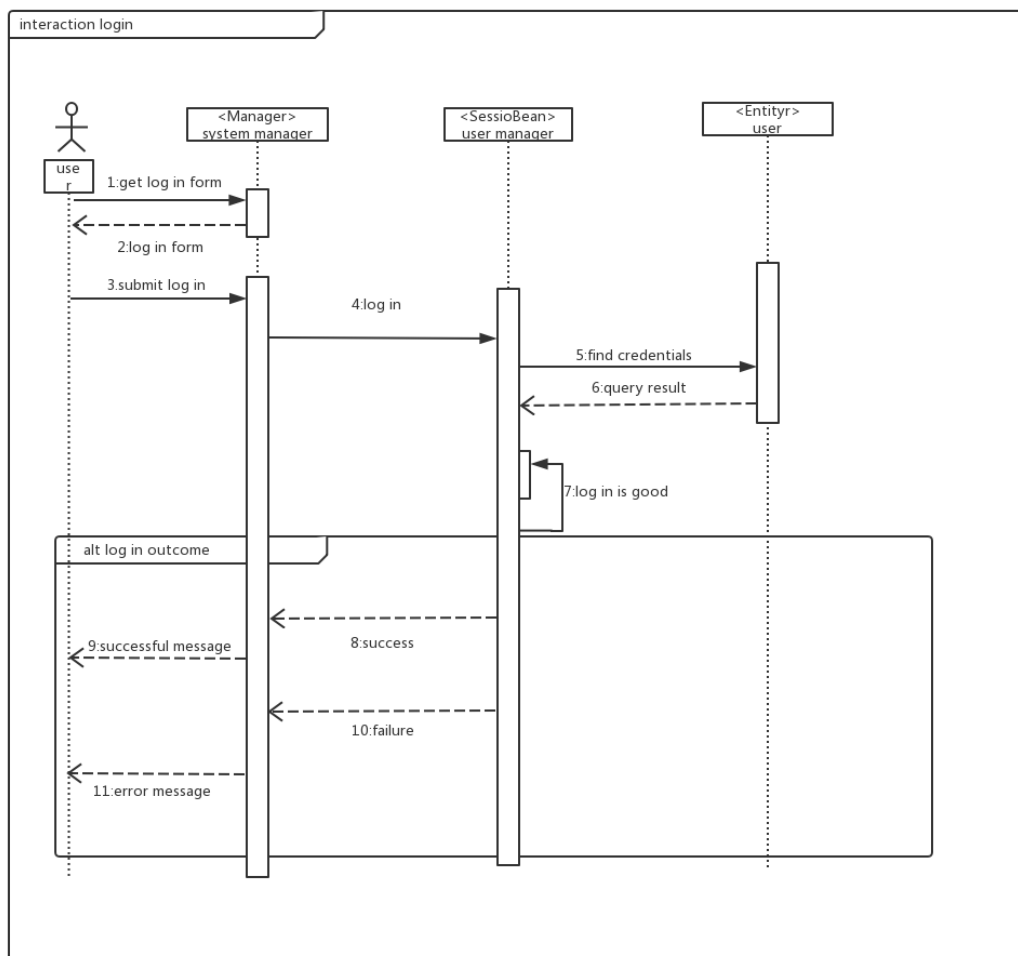 interaction login
<Manager>
system manager
<SessioBean>
user manager
<Entityr>
user
use
r
1:get log in form
2:log in form
3.submit log in
4:log in
5:find credentials
6:query result
7:log in is good
alt log in outcome
8:success
9:successful message
10:failure
11:error message